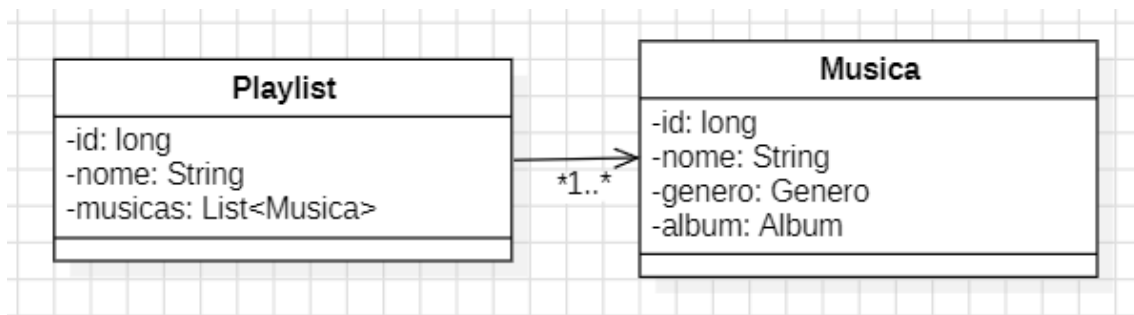 Playlist
-id: long
-nome: String
-musicas: List<Musica>
*1..*
Musica
-id: long
-nome: String
-genero: Genero
-album: Album